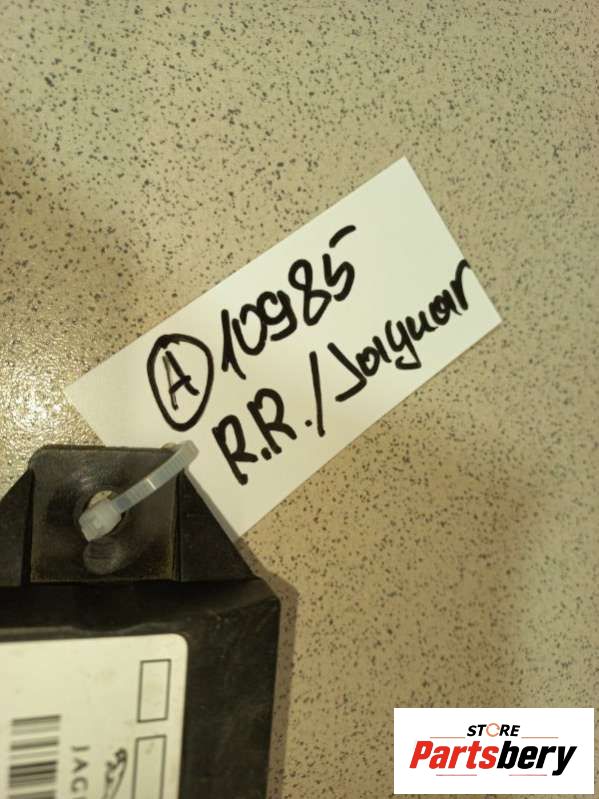 A 10985
R.R./Jaguar
JAG
STORE
Partsbery